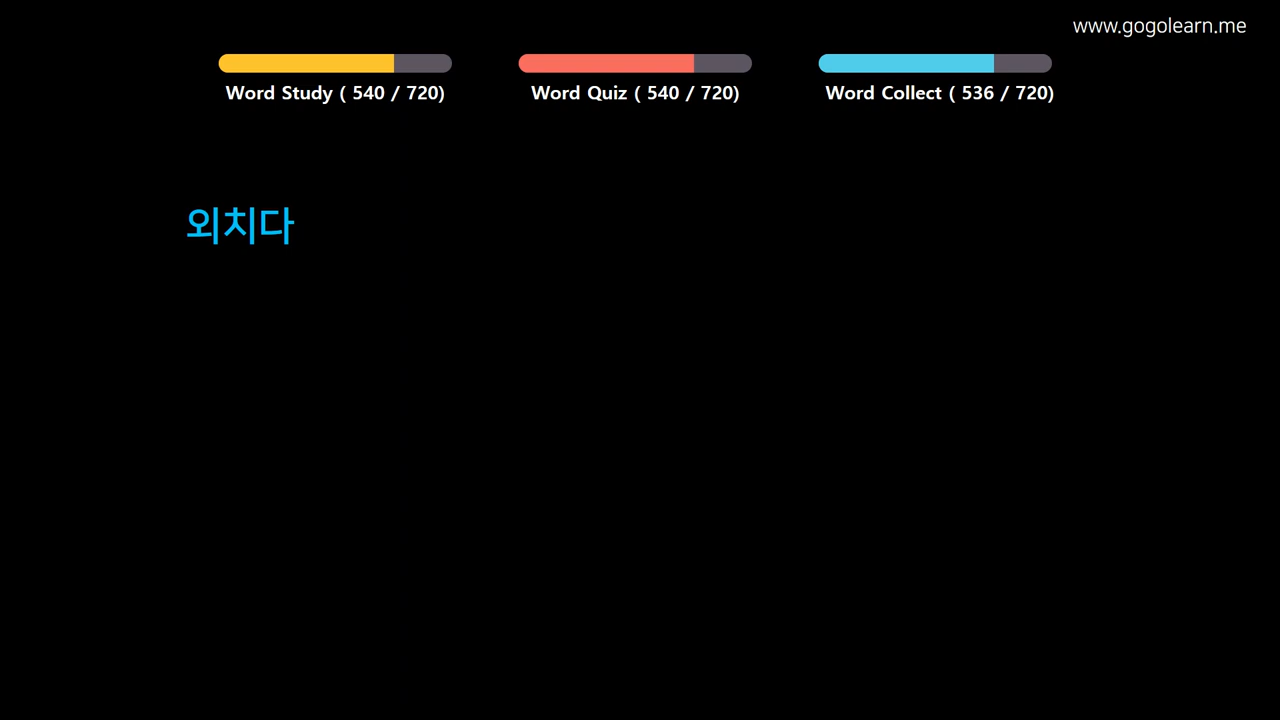 www.gogolearn.me
Word Study ( 540 / 720)
Word Quiz ( 540 / 720)
Word Collect ( 536 / 720)
외치다